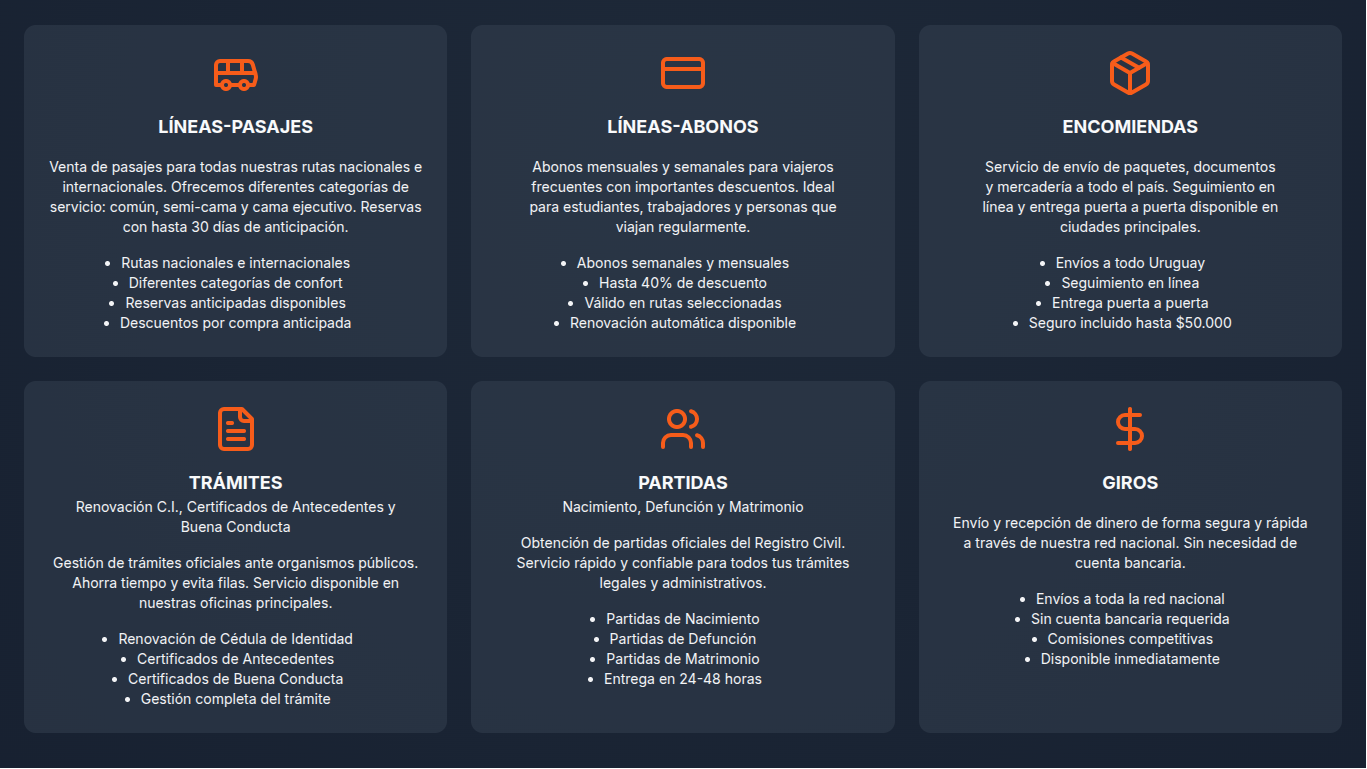 LÍNEAS-PASAJES
Venta de pasajes para todas nuestras rutas nacionales e
internacionales. Ofrecemos diferentes categorías de
servicio: común, semi-cama y cama ejecutivo. Reservas
con hasta 30 días de anticipación.
• Rutas nacionales e internacionales
• Diferentes categorías de confort
• Reservas anticipadas disponibles
• Descuentos por compra anticipada
LÍNEAS-ABONOS
Abonos mensuales y semanales para viajeros
frecuentes con importantes descuentos. Ideal
para estudiantes, trabajadores y personas que
viajan regularmente.
• Abonos semanales y mensuales
• Hasta 40% de descuento
• Válido en rutas seleccionadas
• Renovación automática disponible
ENCOMIENDAS
Servicio de envío de paquetes, documentos
y mercadería a todo el país. Seguimiento en
línea y entrega puerta a puerta disponible en
ciudades principales.
• Envíos a todo Uruguay
• Seguimiento en línea
• Entrega puerta a puerta
• Seguro incluido hasta $50.000
TRÁMITES
Renovación C.I., Certificados de Antecedentes y
Buena Conducta
Gestión de trámites oficiales ante organismos públicos.
Ahorra tiempo y evita filas. Servicio disponible en
nuestras oficinas principales.
• Renovación de Cédula de Identidad
• Certificados de Antecedentes
• Certificados de Buena Conducta
• Gestión completa del trámite
PARTIDAS
Nacimiento, Defunción y Matrimonio
Obtención de partidas oficiales del Registro Civil.
Servicio rápido y confiable para todos tus trámites
legales y administrativos.
• Partidas de Nacimiento
• Partidas de Defunción
• Partidas de Matrimonio
• Entrega en 24-48 horas
GIROS
Envío y recepción de dinero de forma segura y rápida
a través de nuestra red nacional. Sin necesidad de
cuenta bancaria.
• Envíos a toda la red nacional
• Sin cuenta bancaria requerida
• Comisiones competitivas
• Disponible inmediatamente